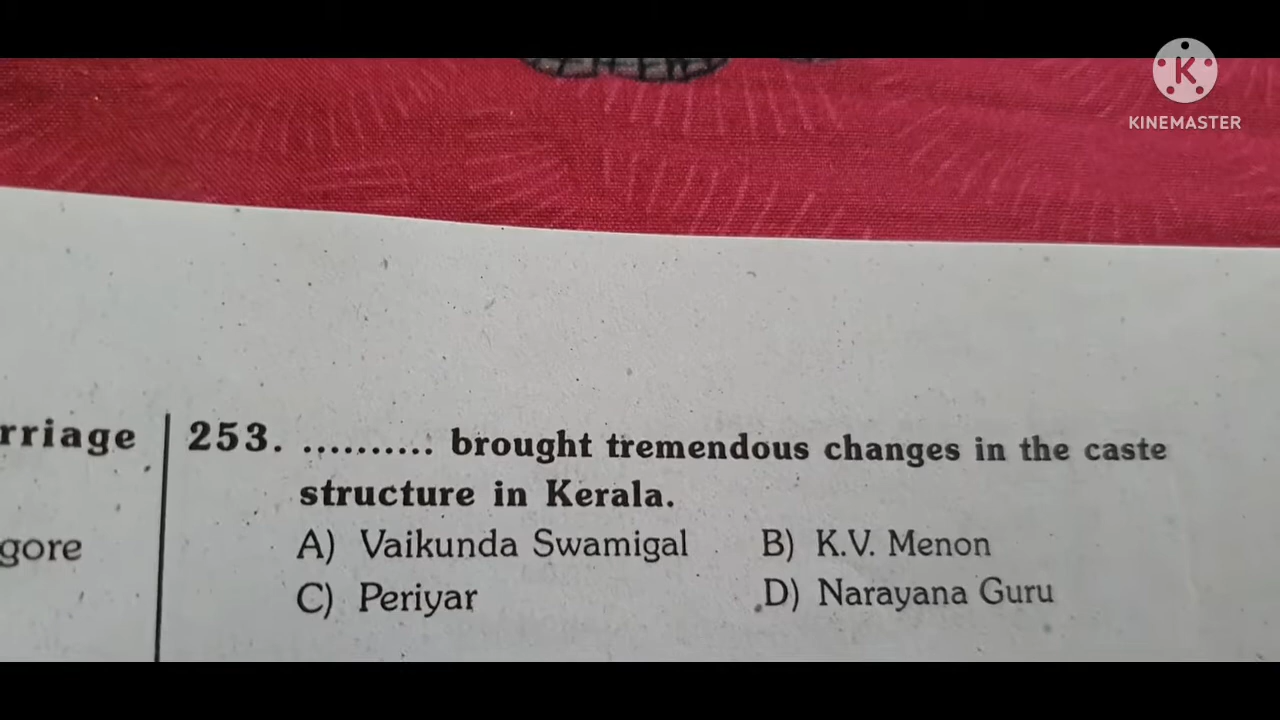 KINEMASTER
rriage
gore
253. .......... brought tremendous changes in the caste
structure in Kerala.
A) Vaikunda Swamigal B) K.V. Menon
C) Periyar D) Narayana Guru